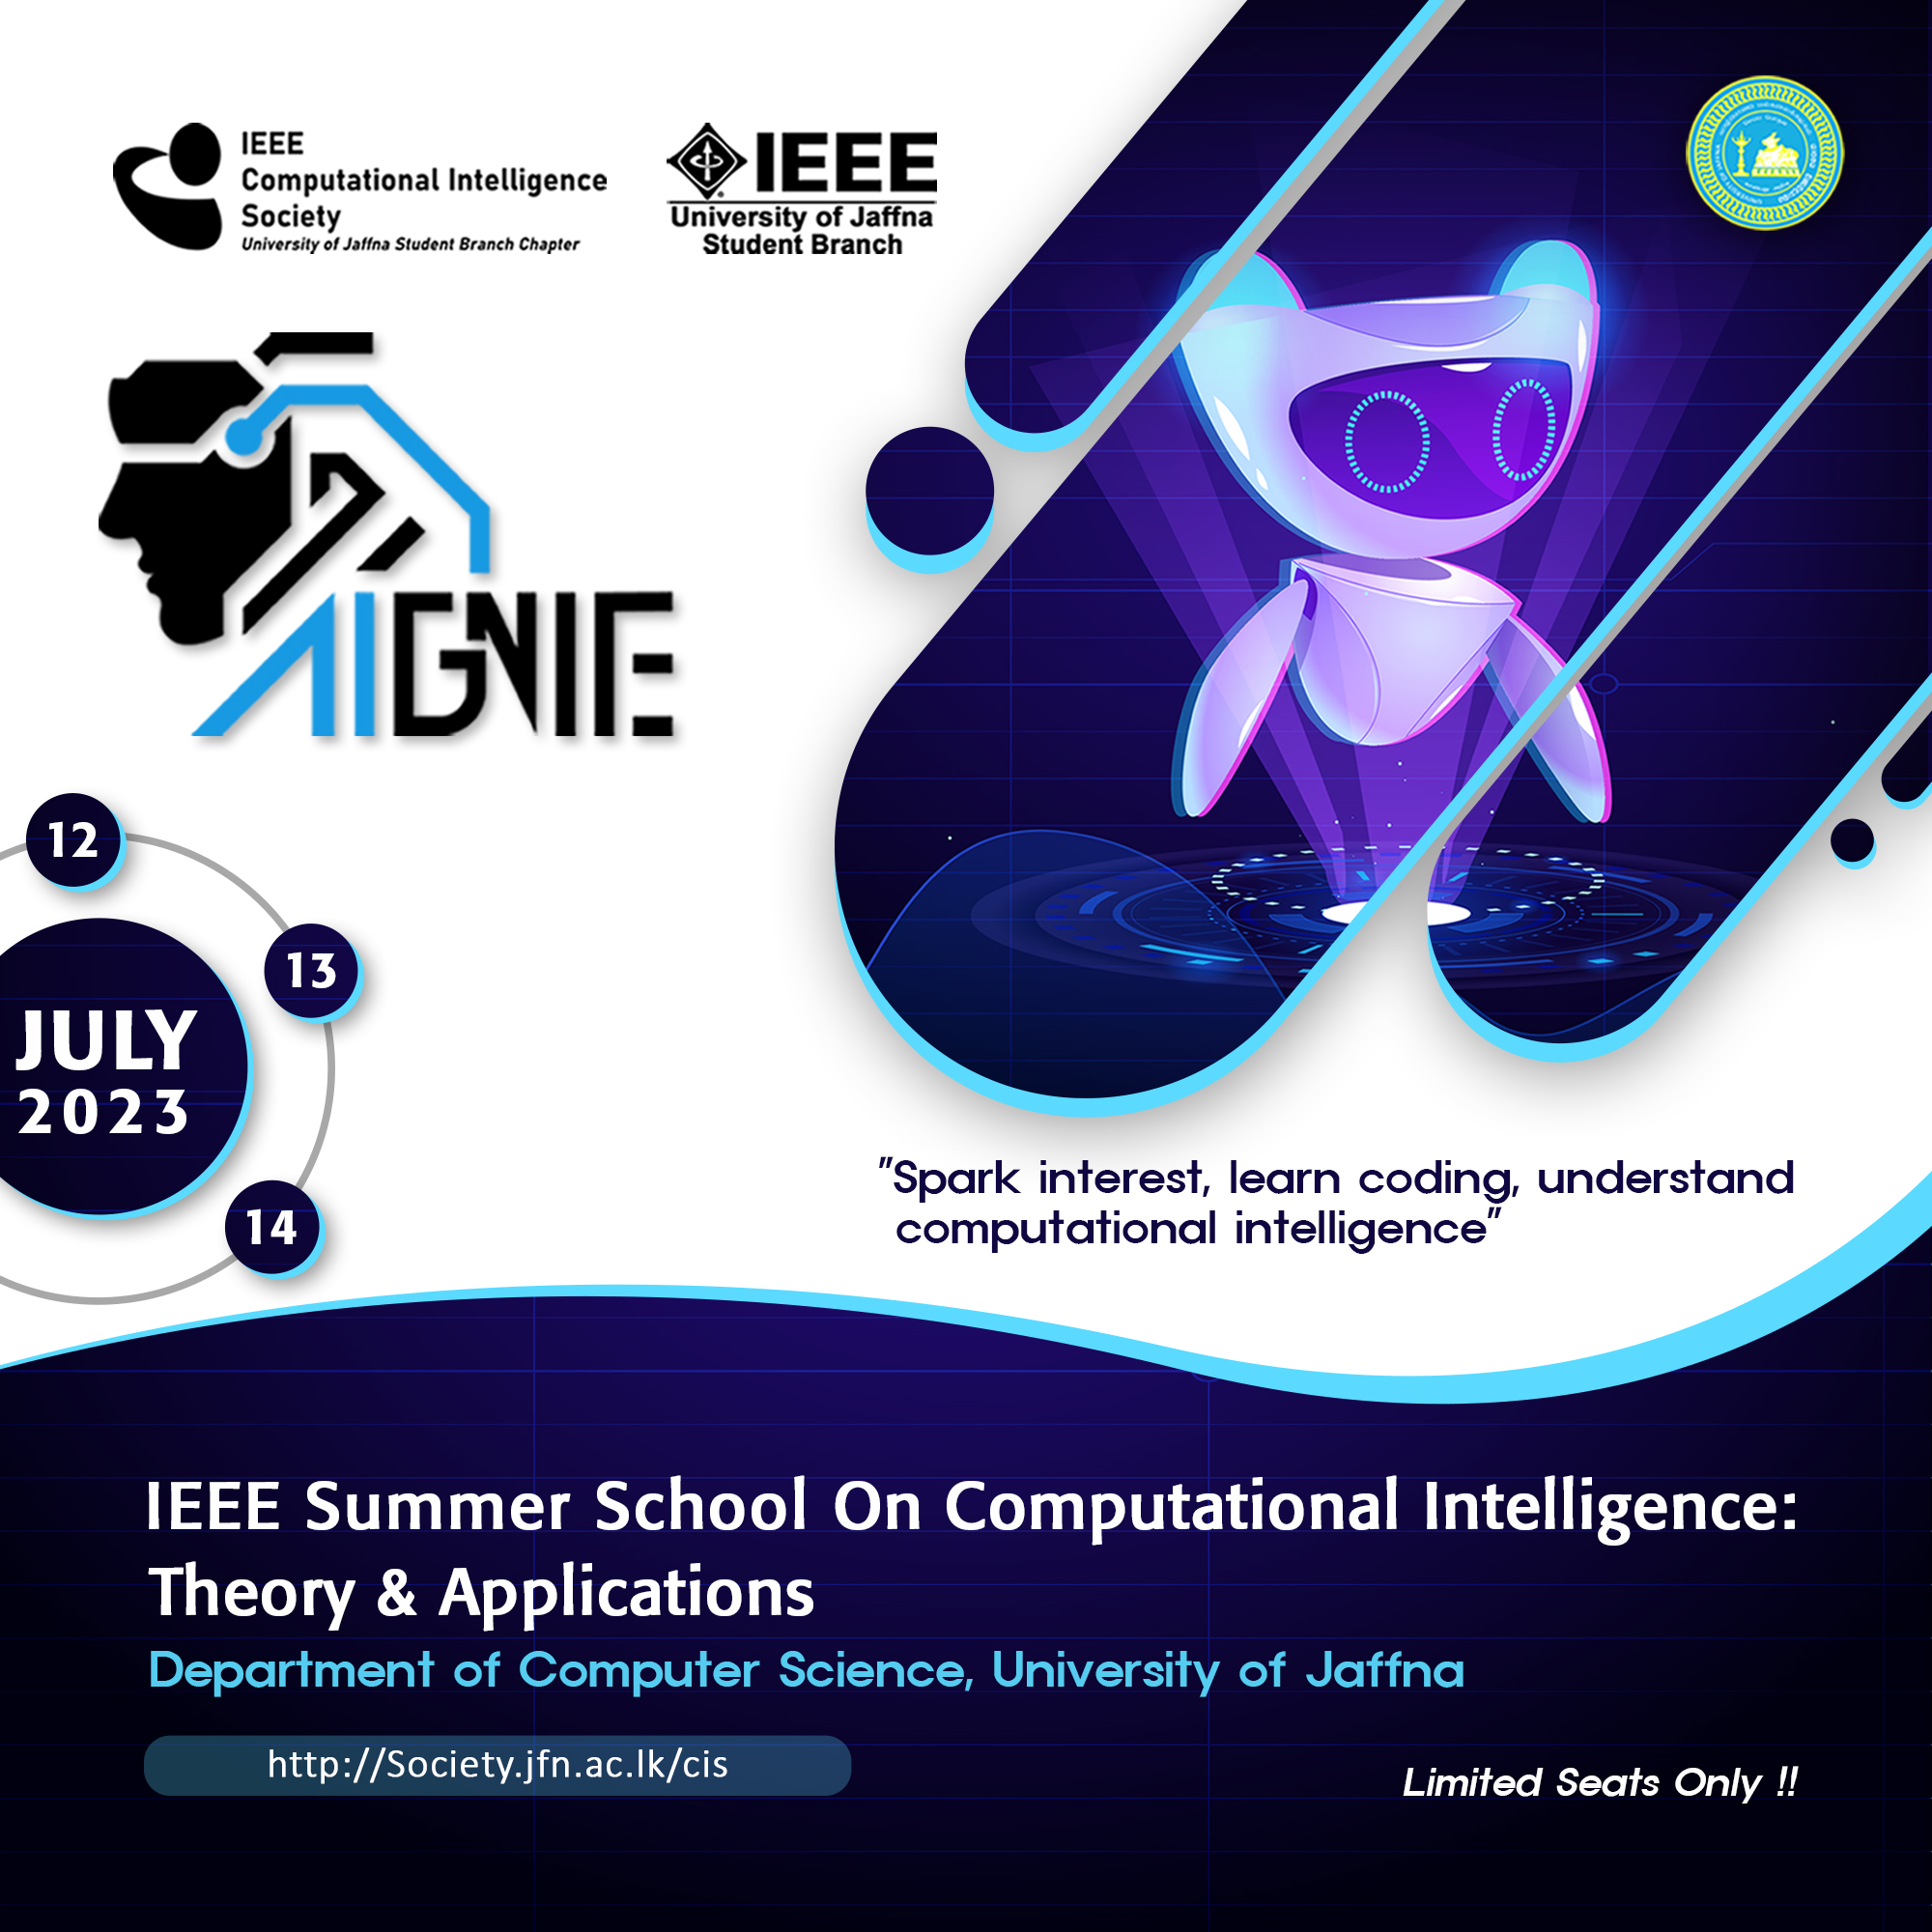 IEEE
Computational Intelligence
Society
University of Jaffna Student Branch Chapter
IEEE
University of Jaffna
Student Branch
AIGNITE
12
13
JULY
2023
14
"Spark interest, learn coding, understand
computational intelligence"
IEEE Summer School On Computational Intelligence:
Theory & Applications
Department of Computer Science, University of Jaffna
http://Society.jfn.ac.lk/cis
Limited Seats Only !!